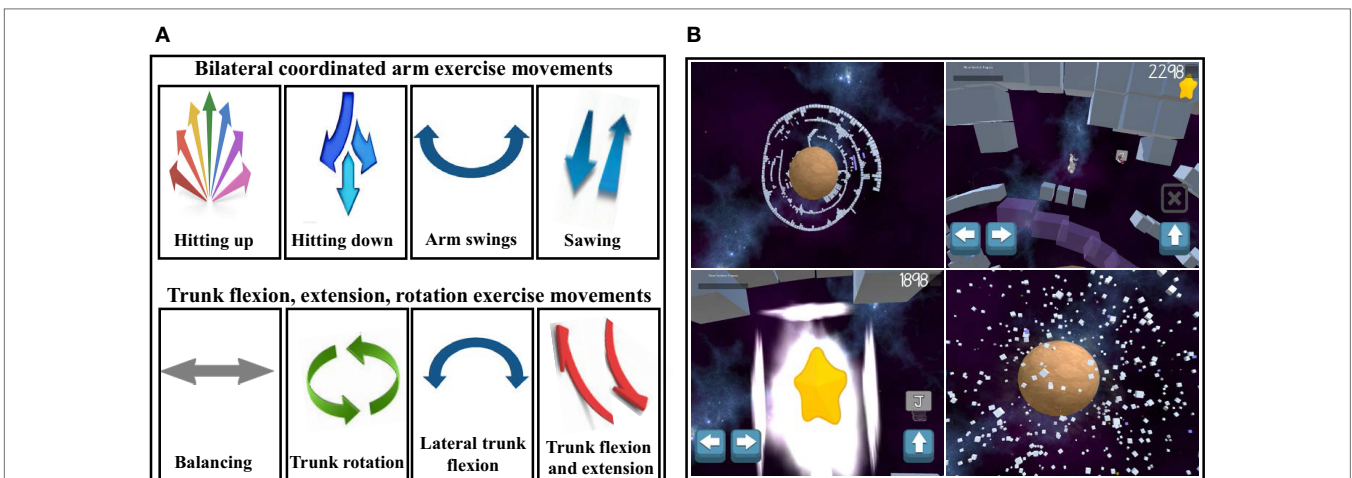 A
B
Bilateral coordinated arm exercise movements
Hitting up
Hitting down
Arm swings
Sawing
Trunk flexion, extension, rotation exercise movements
Balancing
Trunk rotation
Lateral trunk
flexion
Trunk flexion
and extension
2298
1898
J